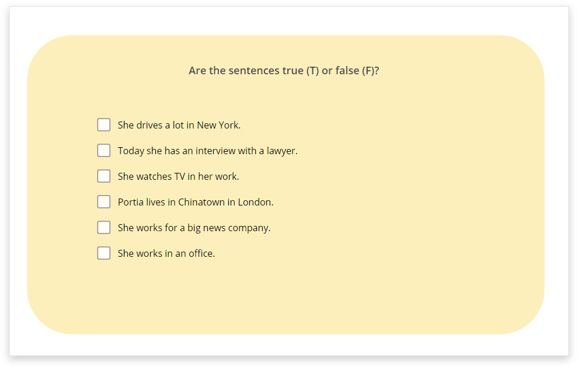 Are the sentences true (T) or false (F)?
She drives a lot in New York.
Today she has an interview with a lawyer.
She watches TV in her work.
Portia lives in Chinatown in London.
She works for a big news company.
She works in an office.